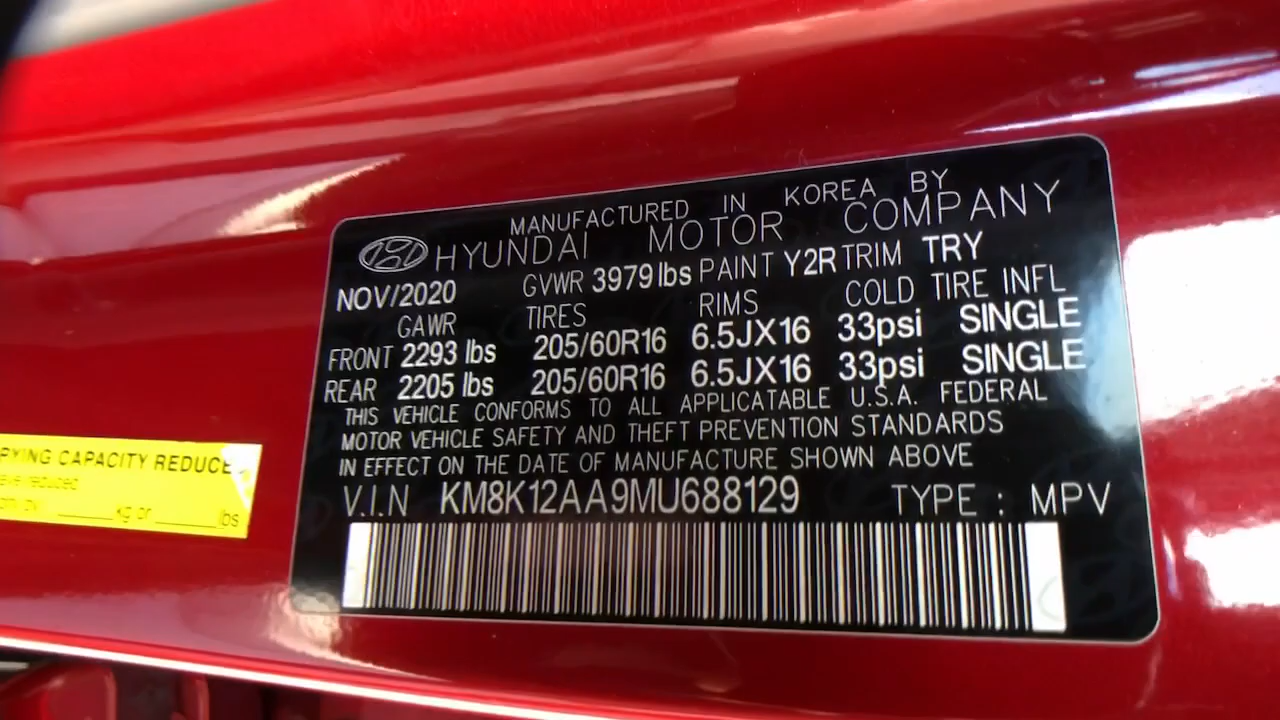 MANUFACTURED IN KOREA BY
HYUNDAI MOTOR COMPANY
NOV/2020 GVWR 3979 lbs PAINT Y2R TRIM TRY
GAWR TIRES RIMS COLD TIRE INFL
FRONT 2293 lbs 205/60R16 6.5JX16 33psi SINGLE
REAR 2205 lbs 205/60R16 6.5JX16 33psi SINGLE
THIS VEHICLE CONFORMS TO ALL APPLICATABLE U.S.A. FEDERAL
MOTOR VEHICLE SAFETY AND THEFT PREVENTION STANDARDS
IN EFFECT ON THE DATE OF MANUFACTURE SHOWN ABOVE
V.I.N KM8K12AA9MU688129 TYPE : MPV
RYING CAPACITY REDUCE
reduced
kg or lbs